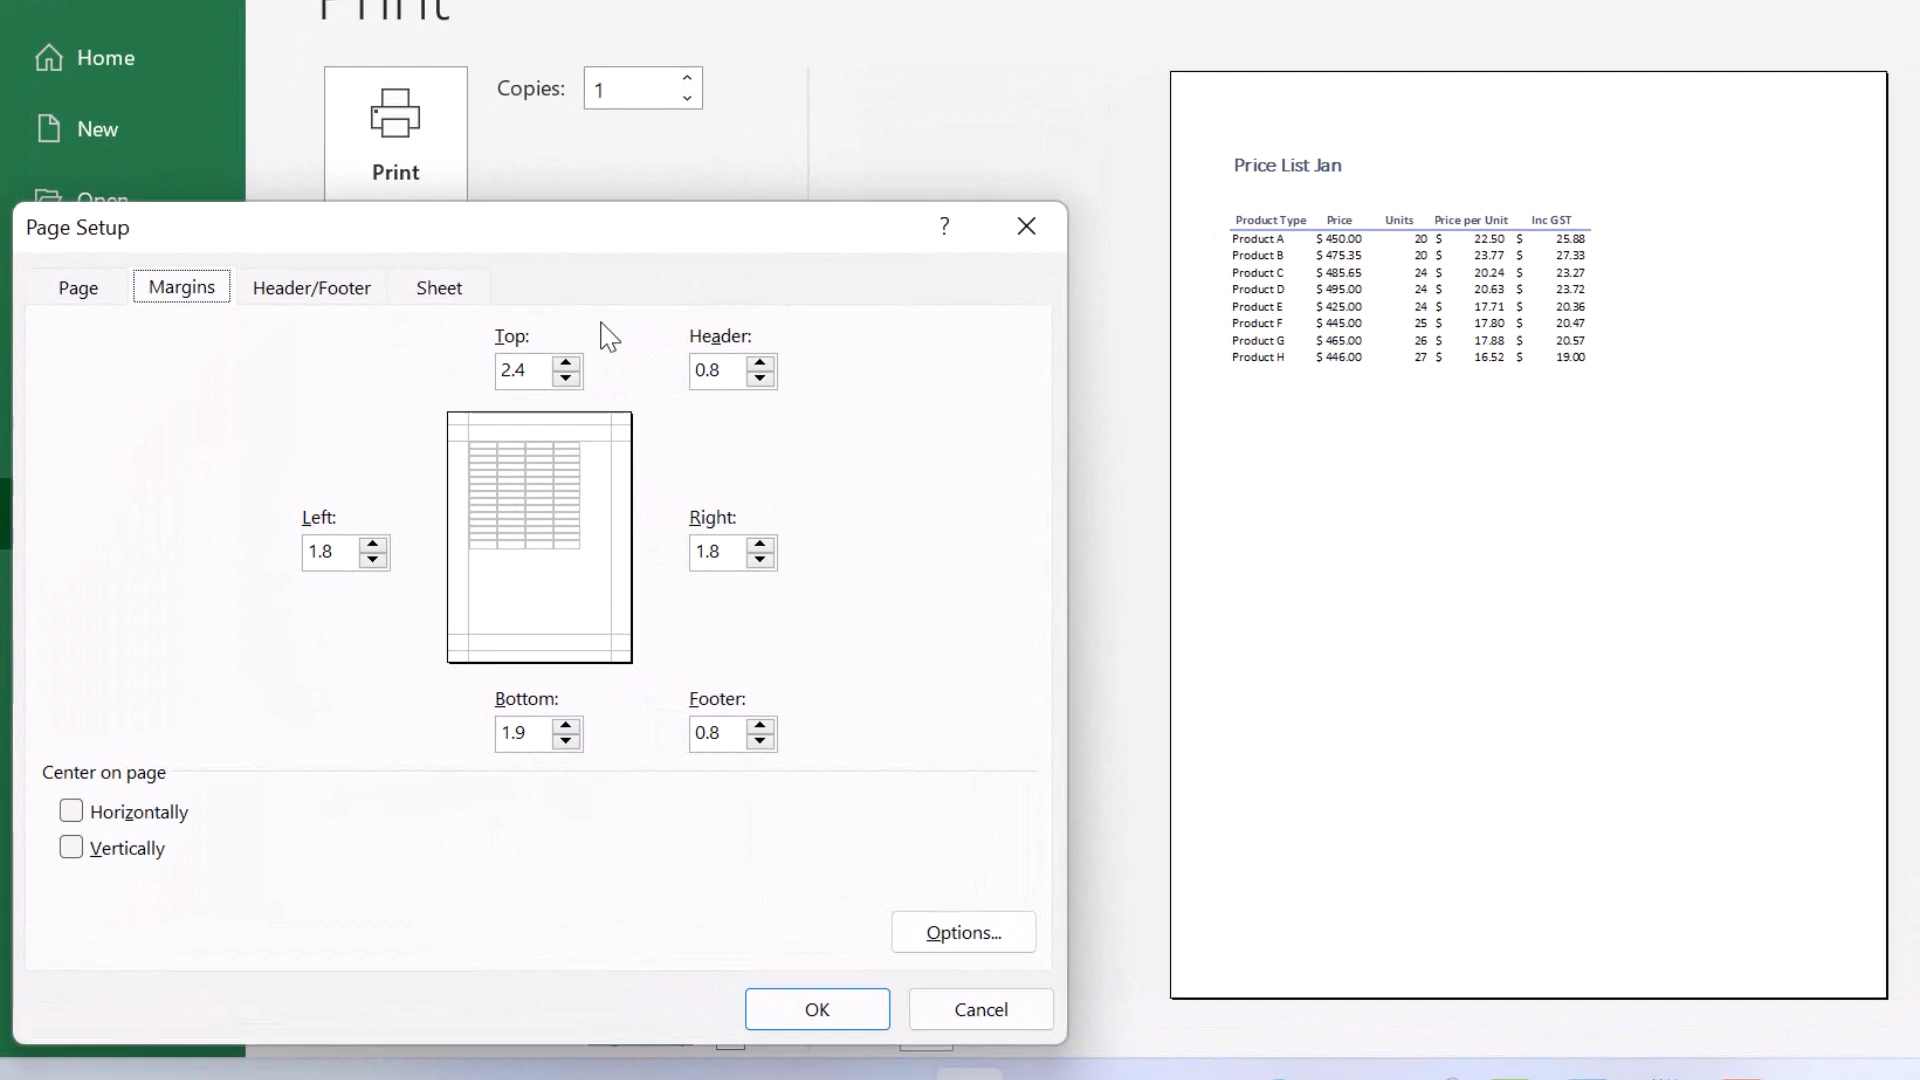 Print
Home
New
Open
Print
Copies: 1
Page Setup
?
Page
Margins
Header/Footer
Sheet
Top:
2.4
Header:
0.8
Left:
1.8
Right:
1.8
Bottom:
1.9
Footer:
0.8
Center on page
Horizontally
Vertically
Options...
OK
Cancel
Price List Jan
Product Type Price Units Price per Unit Inc GST
Product A $ 450.00 20 $ 22.50 $ 25.88
Product B $ 475.35 20 $ 23.77 $ 27.33
Product C $ 485.65 24 $ 20.24 $ 23.27
Product D $ 495.00 24 $ 20.63 $ 23.72
Product E $ 425.00 24 $ 17.71 $ 20.36
Product F $ 445.00 25 $ 17.80 $ 20.47
Product G $ 465.00 26 $ 17.88 $ 20.57
Product H $ 446.00 27 $ 16.52 $ 19.00